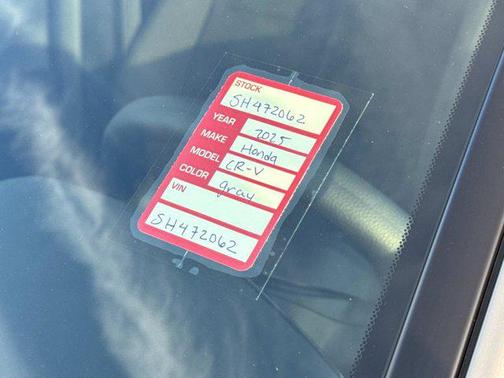 STOCK
SH472062
YEAR 2025
MAKE Honda
MODEL CR-V
COLOR gray
VIN
SH472062